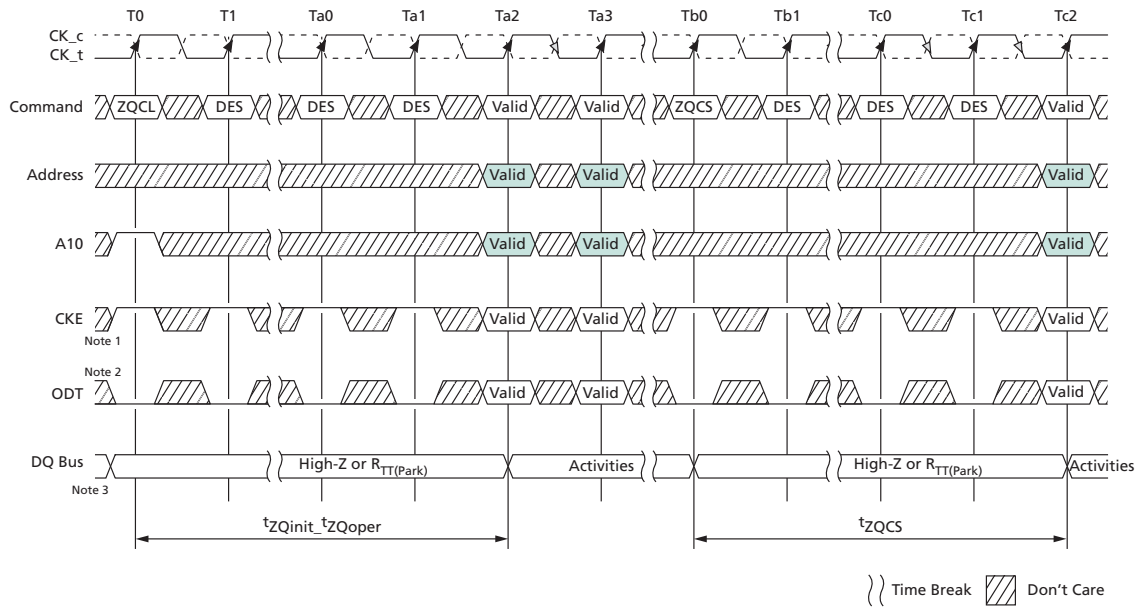 T0 T1 Ta0 Ta1 Ta2 Ta3 Tb0 Tb1 Tc0 Tc1 Tc2
CK_c
CK_t
Command ZQCL DES DES DES Valid Valid ZQCS DES DES DES Valid
Address Valid Valid Valid
A10 Valid Valid Valid
CKE Valid Valid Valid
Note 1
Note 2
ODT Valid Valid Valid
DQ Bus High-Z or RTT(Park) Activities High-Z or RTT(Park) Activities
Note 3
tZQinit_tZQoper tZQCS
Time Break Don't Care